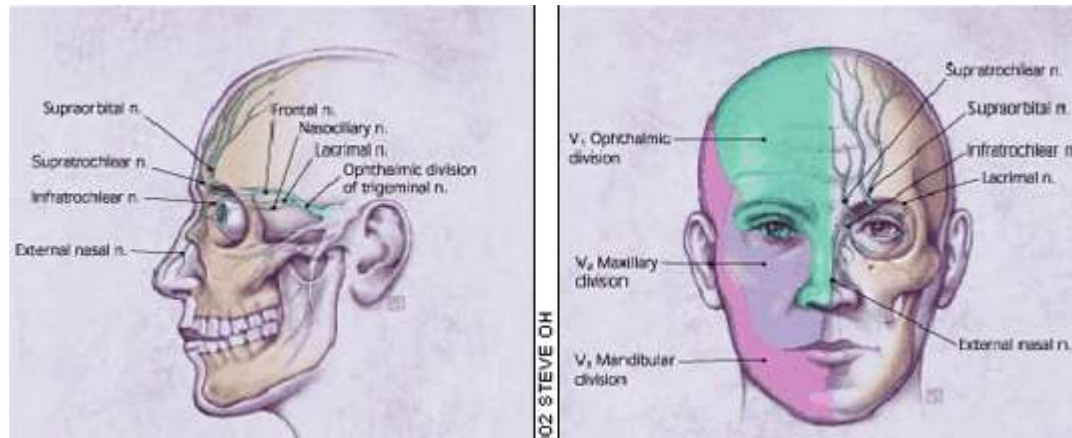 Supraorbital n.
Supratrochlear n.
Infratrochlear n.
External nasal n.
Frontal n.
Nasociliary n.
Lacrimal n.
Ophthalmic division
of trigeminal n.
02 STEVE OH
V₁ Ophthalmic
division
V₂ Maxillary
division
V₃ Mandibular
division
Supratrochlear n.
Supraorbital n.
Infratrochlear n
Lacrimal n.
External nasal n.